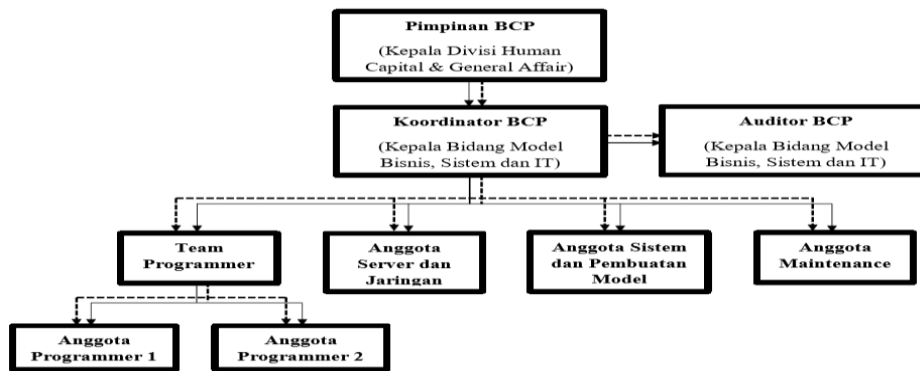 Pimpinan BCP
(Kepala Divisi Human
Capital & General Affair)
Koordinator BCP
(Kepala Bidang Model
Bisnis, Sistem dan IT)
Auditor BCP
(Kepala Bidang Model
Bisnis, Sistem dan IT)
Team
Programmer
Anggota
Server dan
Jaringan
Anggota Sistem
dan Pembuatan
Model
Anggota
Maintenance
Anggota
Programmer 1
Anggota
Programmer 2